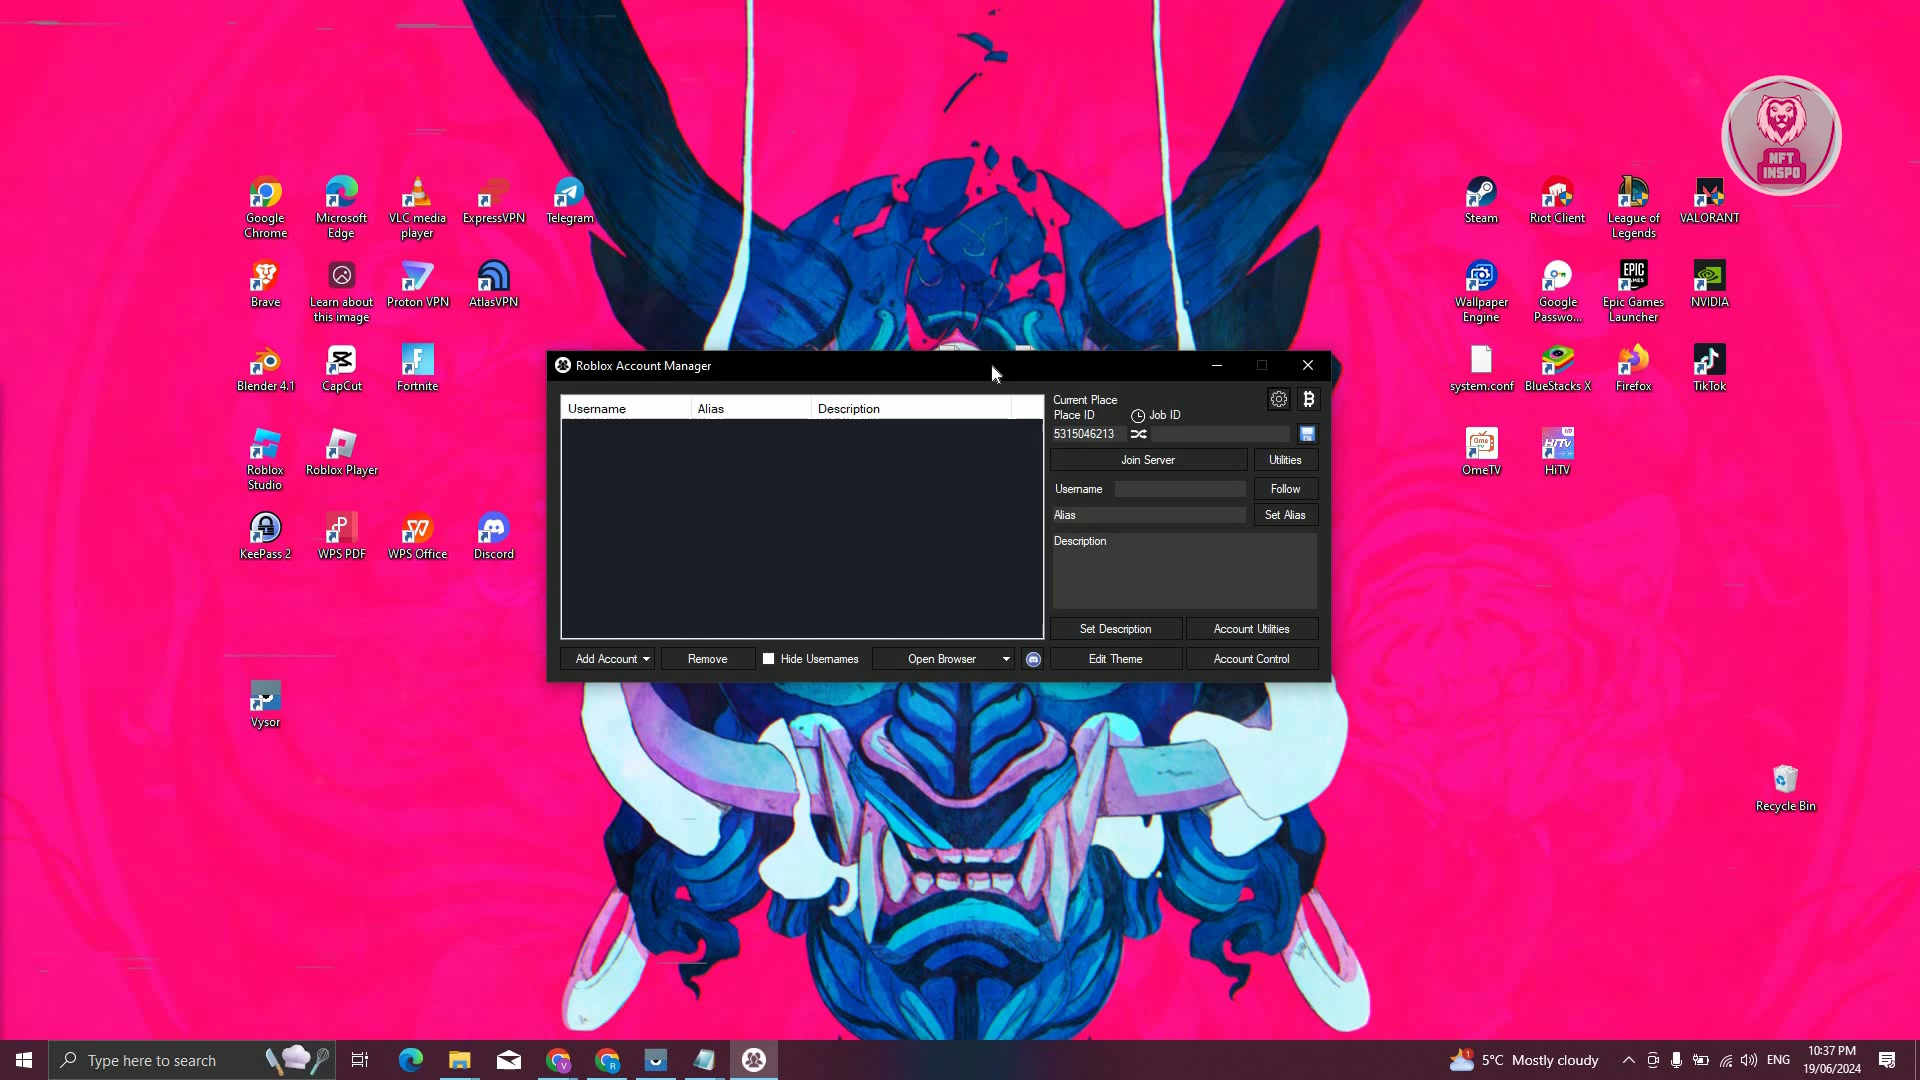 NFT
INSPO
Google
Chrome
Microsoft
Edge
VLC media
player
ExpressVPN
Telegram
Steam
Riot Client
League of
Legends
VALORANT
Brave
Learn about
this image
Proton VPN
AtlasVPN
Wallpaper
Engine
Google
Passwo...
EPIC
GAMES
Epic Games
Launcher
NVIDIA
Blender 4.1
CapCut
Fortnite
system.conf
BlueStacks X
Firefox
TikTok
Roblox
Studio
Roblox Player
OmeTV
HiTV
KeePass 2
WPS PDF
WPS Office
Discord
Vysor
Recycle Bin
Roblox Account Manager
Username Alias Description
Current Place
Place ID Job ID
5315046213
Join Server Utilities
Username Follow
Alias Set Alias
Description
Set Description Account Utilities
Add Account Remove Hide Usernames Open Browser Edit Theme Account Control
Type here to search
5°C Mostly cloudy
ENG
10:37 PM
19/06/2024